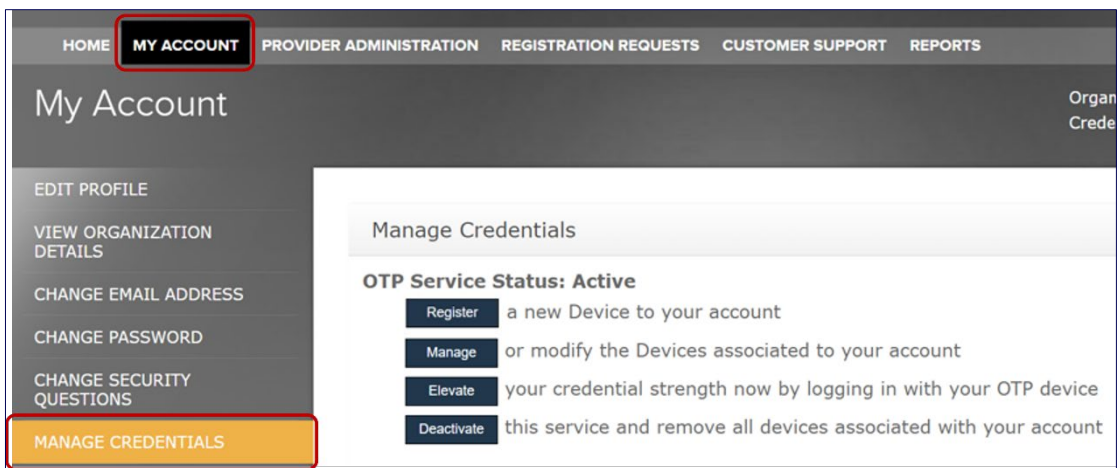 HOME MY ACCOUNT PROVIDER ADMINISTRATION REGISTRATION REQUESTS CUSTOMER SUPPORT REPORTS
My Account
Organ
Crede
EDIT PROFILE
VIEW ORGANIZATION
DETAILS
CHANGE EMAIL ADDRESS
CHANGE PASSWORD
CHANGE SECURITY
QUESTIONS
MANAGE CREDENTIALS
Manage Credentials
OTP Service Status: Active
Register a new Device to your account
Manage or modify the Devices associated to your account
Elevate your credential strength now by logging in with your OTP device
Deactivate this service and remove all devices associated with your account